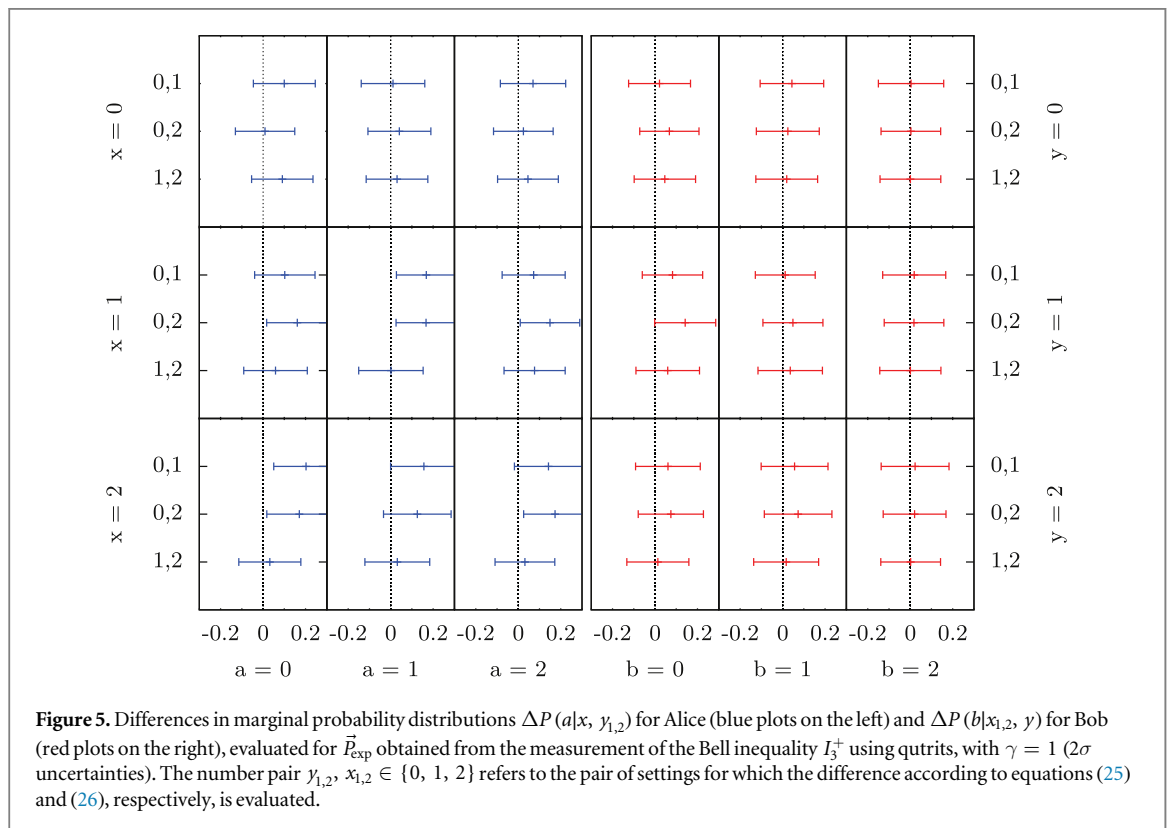 x = 0
0,1
0,2
1,2
0,1
0,2
1,2
y = 0
x = 1
0,1
0,2
1,2
0,1
0,2
1,2
y = 1
x = 2
0,1
0,2
1,2
0,1
0,2
1,2
y = 2
-0.2 0 0.2 -0.2 0 0.2 -0.2 0 0.2 -0.2 0 0.2 -0.2 0 0.2 -0.2 0 0.2
a = 0 a = 1 a = 2 b = 0 b = 1 b = 2
Figure 5. Differences in marginal probability distributions ΔP(a|x, y₁,₂) for Alice (blue plots on the left) and ΔP(b|x₁,₂, y) for Bob
(red plots on the right), evaluated for P⃗exp obtained from the measurement of the Bell inequality I₃⁺ using qutrits, with γ = 1 (2σ
uncertainties). The number pair y₁,₂, x₁,₂ ∈ {0, 1, 2} refers to the pair of settings for which the difference according to equations (25)
and (26), respectively, is evaluated.